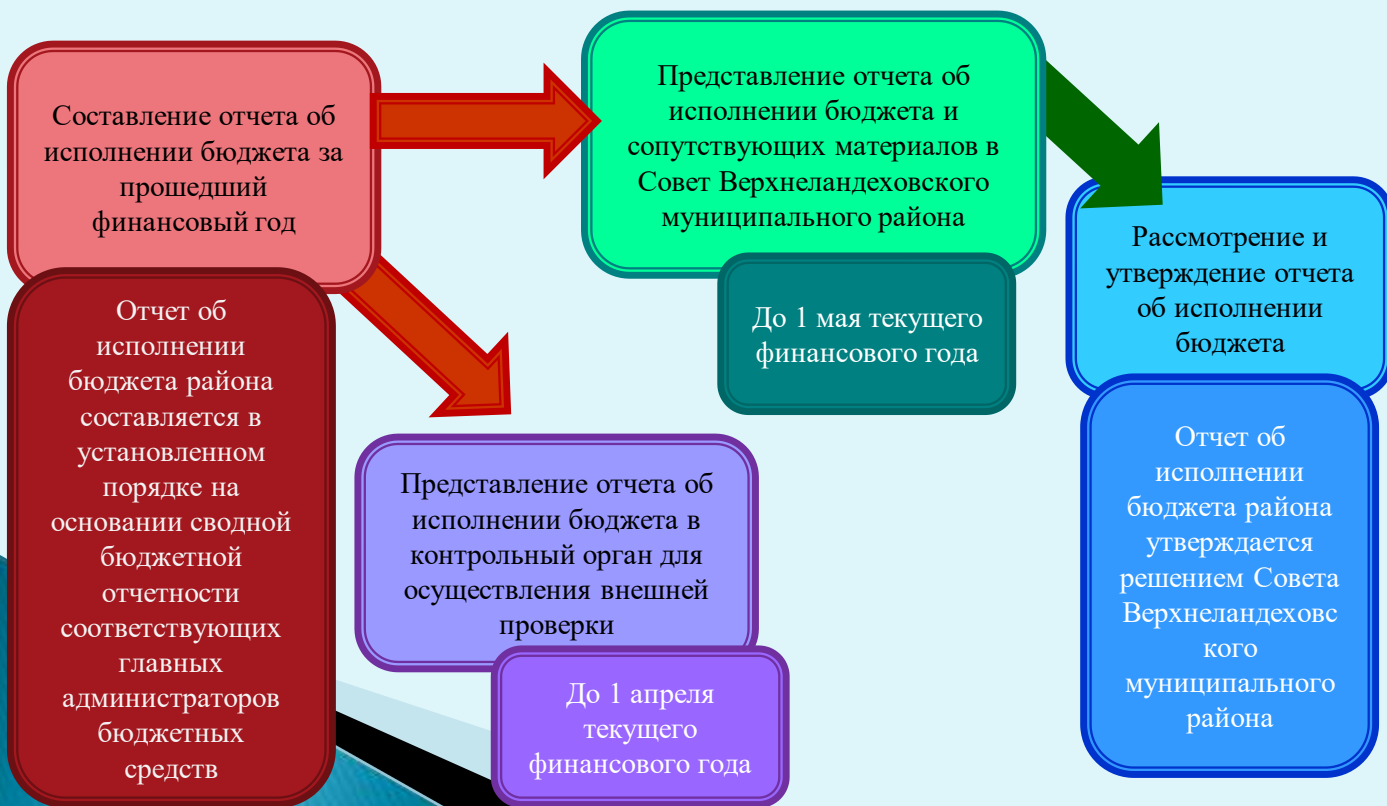 Составление отчета об
исполнении бюджета за
прошедший
финансовый год
Отчет об
исполнении
бюджета района
составляется в
установленном
порядке на
основании сводной
бюджетной
отчетности
соответствующих
главных
администраторов
бюджетных
средств
Представление отчета об
исполнении бюджета в
контрольный орган для
осуществления внешней
проверки
До 1 апреля
текущего
финансового года
Представление отчета об
исполнении бюджета и
сопутствующих материалов в
Совет Верхнеландеховского
муниципального района
До 1 мая текущего
финансового года
Рассмотрение и
утверждение отчета
об исполнении
бюджета
Отчет об
исполнении
бюджета района
утверждается
решением Совета
Верхнеландеховс
кого
муниципального
района